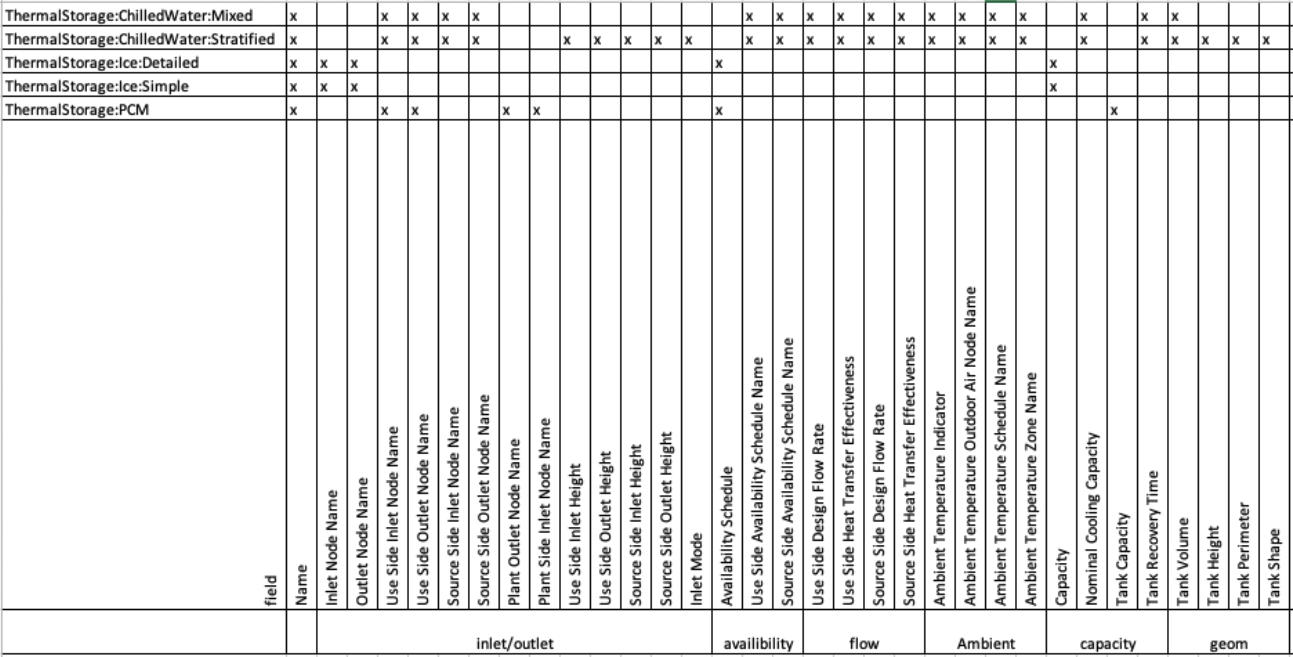 ThermalStorage:ChilledWater:Mixed x x x x x x x x x x x x x x x x x x
ThermalStorage:ChilledWater:Stratified x x x x x x x x x x x x x x x x x x x x x x x x x x
ThermalStorage:Ice:Detailed x x x x x
ThermalStorage:Ice:Simple x x x x
ThermalStorage:PCM x x x x x x x
field
Name
Inlet Node Name
Outlet Node Name
Use Side Inlet Node Name
Use Side Outlet Node Name
Source Side Inlet Node Name
Source Side Outlet Node Name
Plant Outlet Node Name
Plant Side Inlet Node Name
Use Side Inlet Height
Use Side Outlet Height
Source Side Inlet Height
Source Side Outlet Height
Inlet Mode
Availability Schedule
Use Side Availability Schedule Name
Source Side Availability Schedule Name
Use Side Design Flow Rate
Use Side Heat Transfer Effectiveness
Source Side Design Flow Rate
Source Side Heat Transfer Effectiveness
Ambient Temperature Indicator
Ambient Temperature Outdoor Air Node Name
Ambient Temperature Schedule Name
Ambient Temperature Zone Name
Capacity
Nominal Cooling Capacity
Tank Capacity
Tank Recovery Time
Tank Volume
Tank Height
Tank Perimeter
Tank Shape
inlet/outlet availibility flow Ambient capacity geom